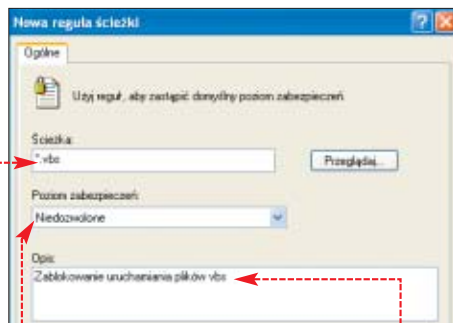 Nowa reguła ścieżki
Ogólne
Użyj reguł, aby zastąpić domyślny poziom zabezpieczeń.
Ścieżka:
*.vbs
Przeglądaj...
Poziom zabezpieczeń:
Niedozwolone
Opis:
Zablokowanie uruchamiania plików vbs